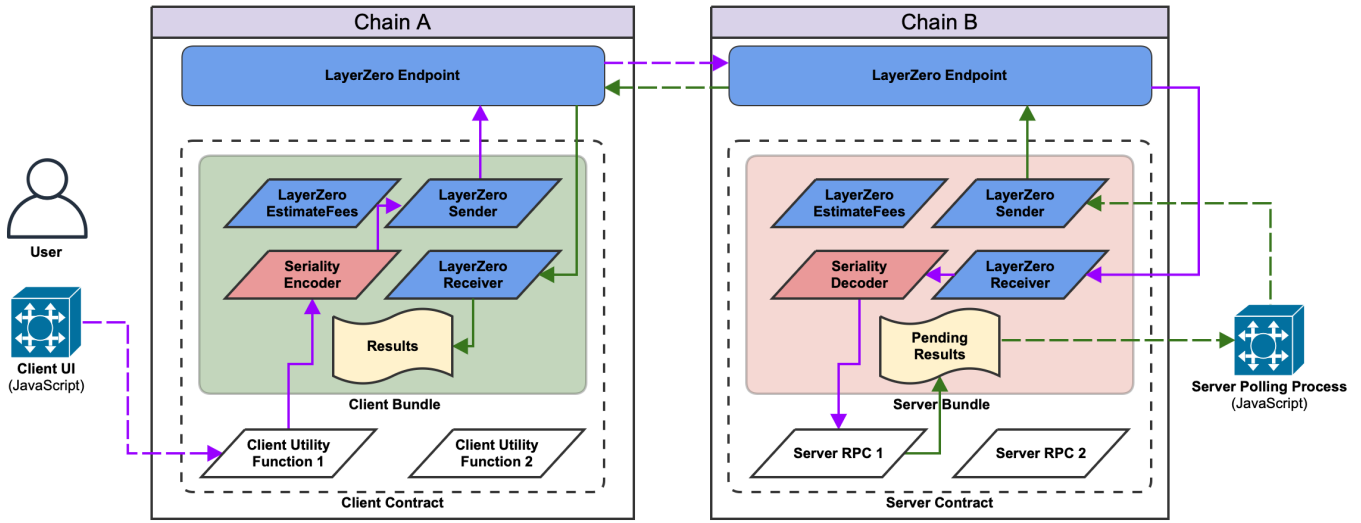 Chain A
LayerZero Endpoint
LayerZero
EstimateFees
LayerZero
Sender
Seriality
Encoder
LayerZero
Receiver
Results
Client Bundle
Client Utility
Function 1
Client Utility
Function 2
Client Contract
User
Client UI
(JavaScript)
Chain B
LayerZero Endpoint
LayerZero
EstimateFees
LayerZero
Sender
Seriality
Decoder
LayerZero
Receiver
Pending
Results
Server Bundle
Server RPC 1
Server RPC 2
Server Contract
Server Polling Process
(JavaScript)